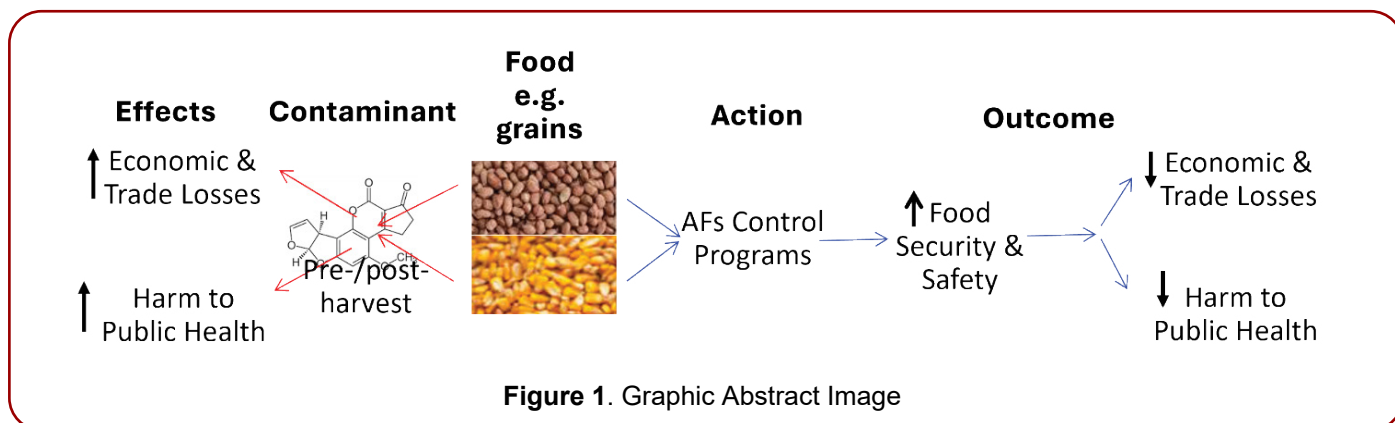 Effects
Contaminant
Food
e.g.
grains
Action
Outcome
Economic &
Trade Losses
Harm to
Public Health
O
O
O
H
O
H
O
OCH₃
Pre-/post-
harvest
AFs Control
Programs
Food
Security &
Safety
Economic &
Trade Losses
Harm to
Public Health
Figure 1. Graphic Abstract Image